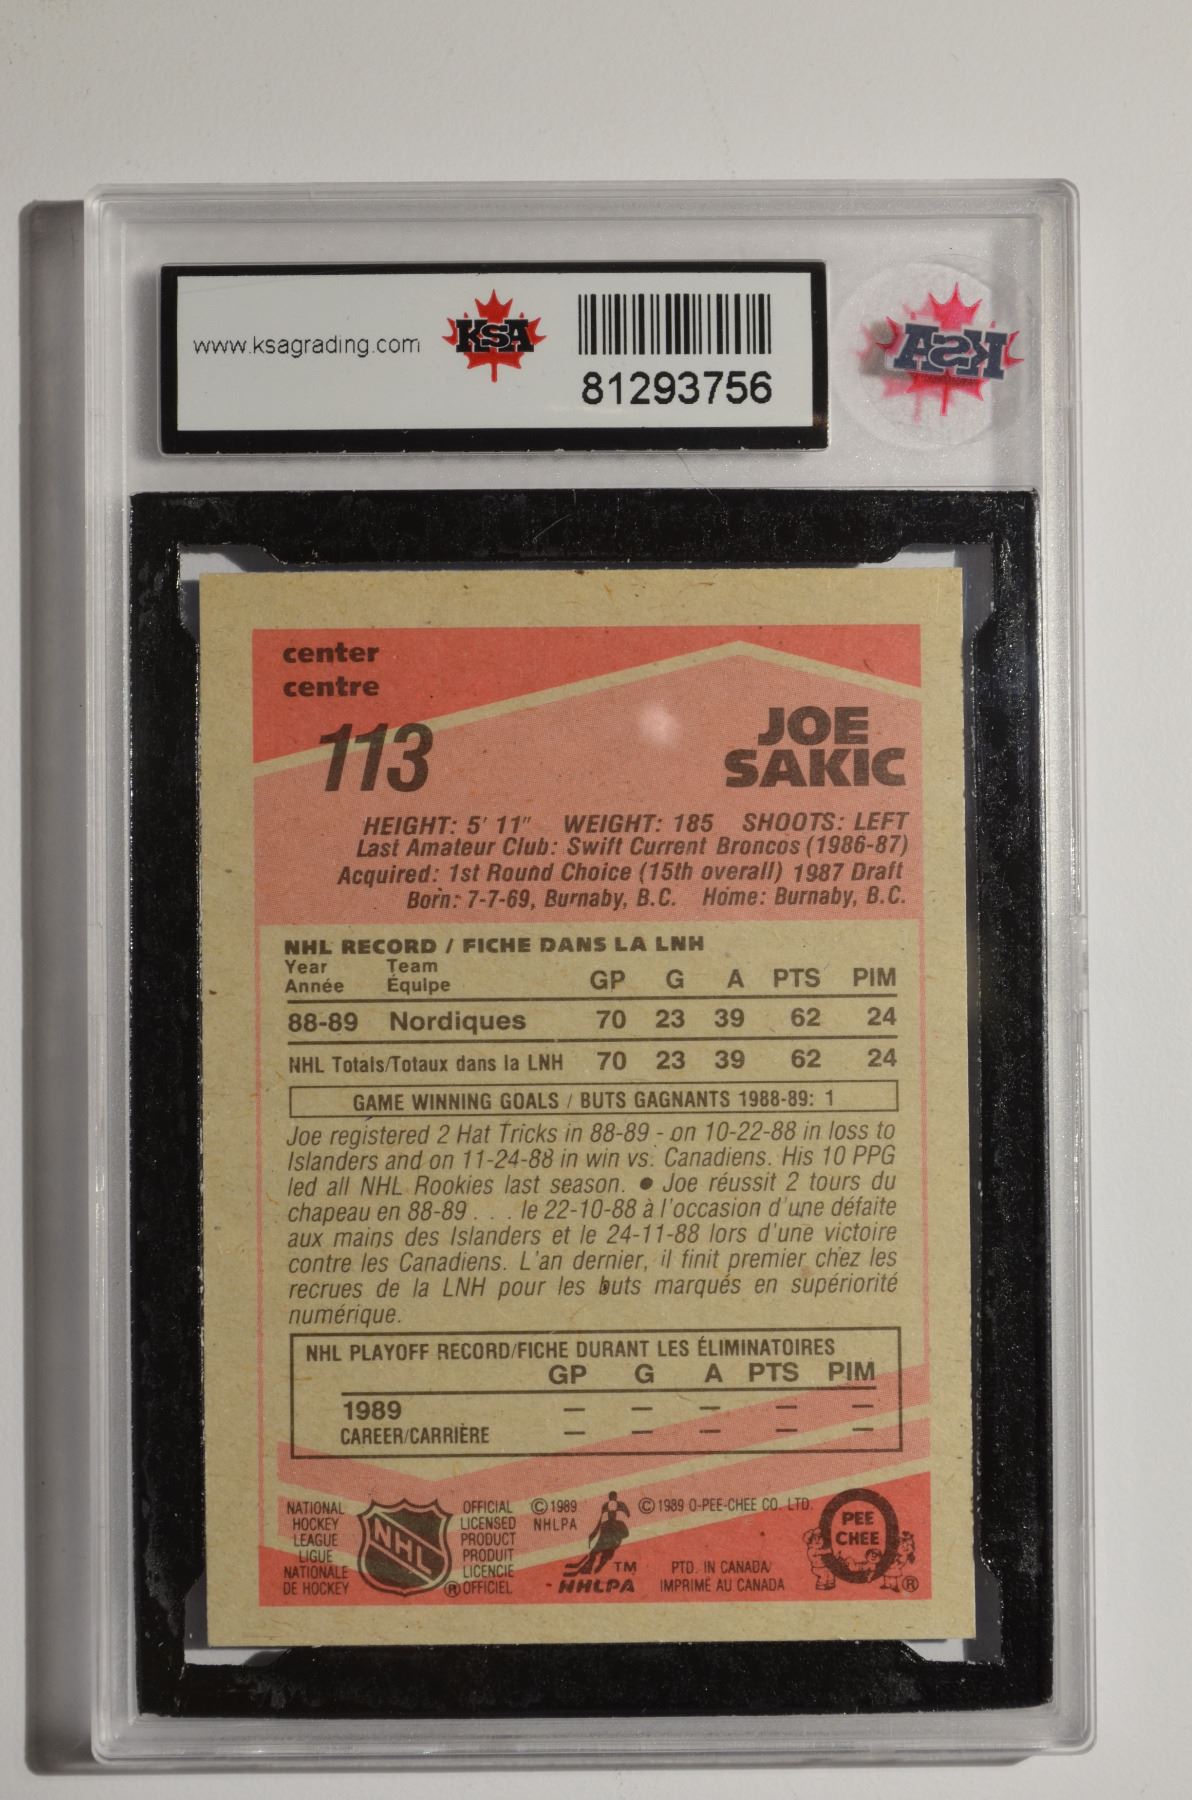 www.ksagrading.com
KSA
81293756
KSA
center
centre
113
JOE
SAKIC
HEIGHT: 5' 11" WEIGHT: 185 SHOOTS: LEFT
Last Amateur Club: Swift Current Broncos (1986-87)
Acquired: 1st Round Choice (15th overall) 1987 Draft
Born: 7-7-69, Burnaby, B.C. Home: Burnaby, B.C.
NHL RECORD / FICHE DANS LA LNH
Year Team
Année Équipe GP G A PTS PIM
88-89 Nordiques 70 23 39 62 24
NHL Totals/Totaux dans la LNH 70 23 39 62 24
GAME WINNING GOALS / BUTS GAGNANTS 1988-89: 1
Joe registered 2 Hat Tricks in 88-89 - on 10-22-88 in loss to
Islanders and on 11-24-88 in win vs. Canadiens. His 10 PPG
led all NHL Rookies last season. ● Joe réussit 2 tours du
chapeau en 88-89 . . . le 22-10-88 à l'occasion d'une défaite
aux mains des Islanders et le 24-11-88 lors d'une victoire
contre les Canadiens. L'an dernier, il finit premier chez les
recrues de la LNH pour les buts marqués en supériorité
numérique.
NHL PLAYOFF RECORD/FICHE DURANT LES ÉLIMINATOIRES
GP G A PTS PIM
1989 — — — — —
CAREER/CARRIÈRE — — — — —
NATIONAL
HOCKEY
LEAGUE
LIGUE
NATIONALE
DE HOCKEY
NHL
®
OFFICIAL
LICENSED
PRODUCT
PRODUIT
LICENCIE
OFFICIEL
© 1989
NHLPA
TM
NHLPA
© 1989 O-PEE-CHEE CO. LTD.
PTD. IN CANADA/
IMPRIMÉ AU CANADA
PEE
CHEE
®